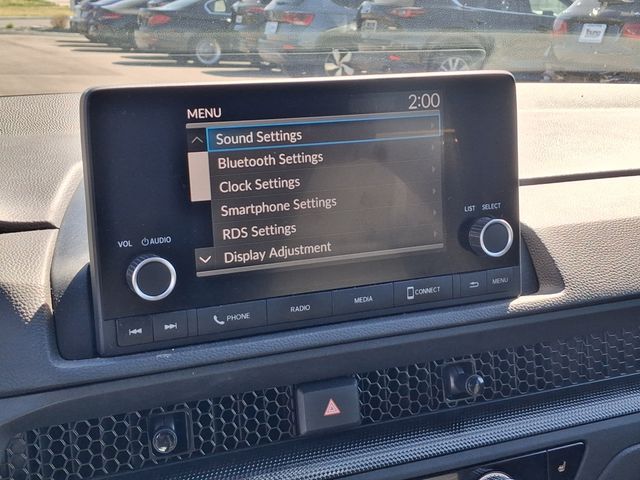 MENU 2:00
Sound Settings
Bluetooth Settings
Clock Settings
Smartphone Settings
RDS Settings
Display Adjustment
VOL AUDIO
LIST SELECT
PHONE RADIO MEDIA CONNECT MENU